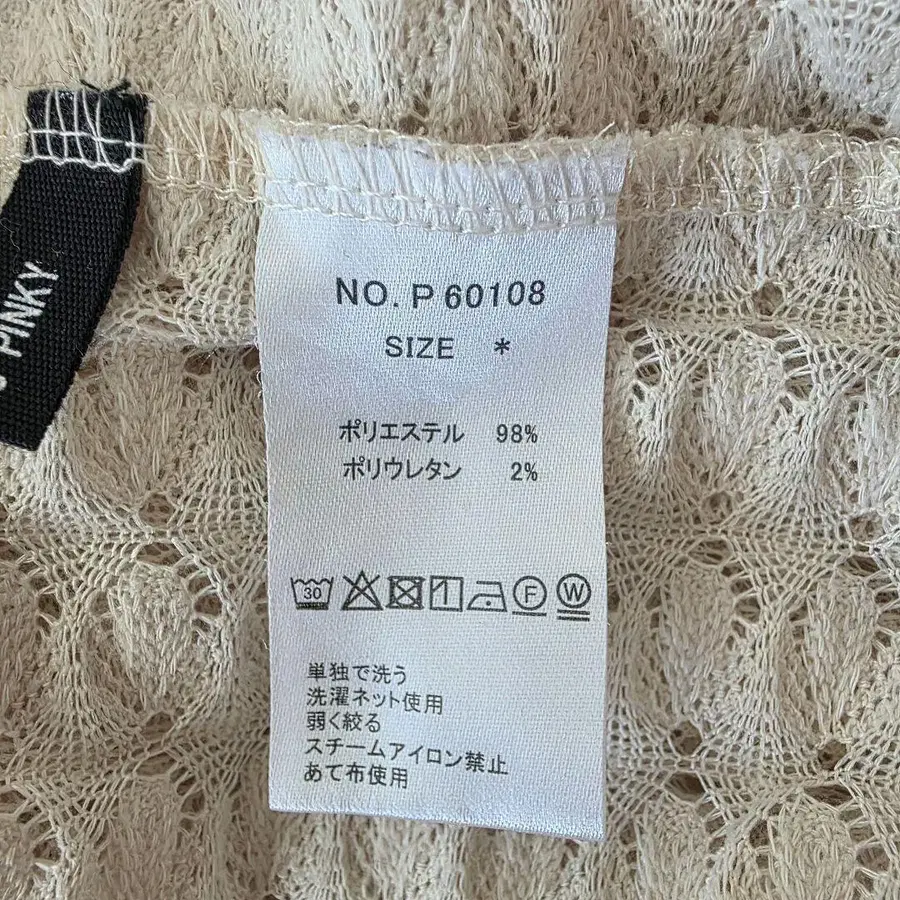 PINKY
NO. P 60108
SIZE *
ポリエステル 98%
ポリウレタン 2%
30 F W
単独で洗う
洗濯ネット使用
弱く絞る
スチームアイロン禁止
あて布使用